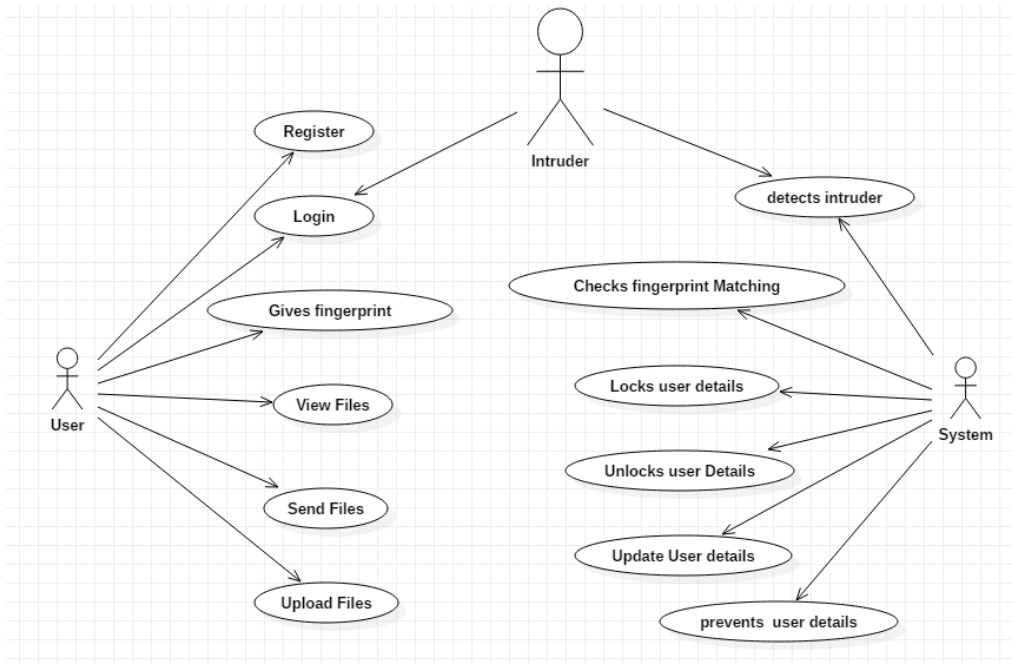 Intruder
Register
detects intruder
Login
Checks fingerprint Matching
Gives fingerprint
Locks user details
View Files
User
System
Unlocks user Details
Send Files
Update User details
Upload Files
prevents  user details